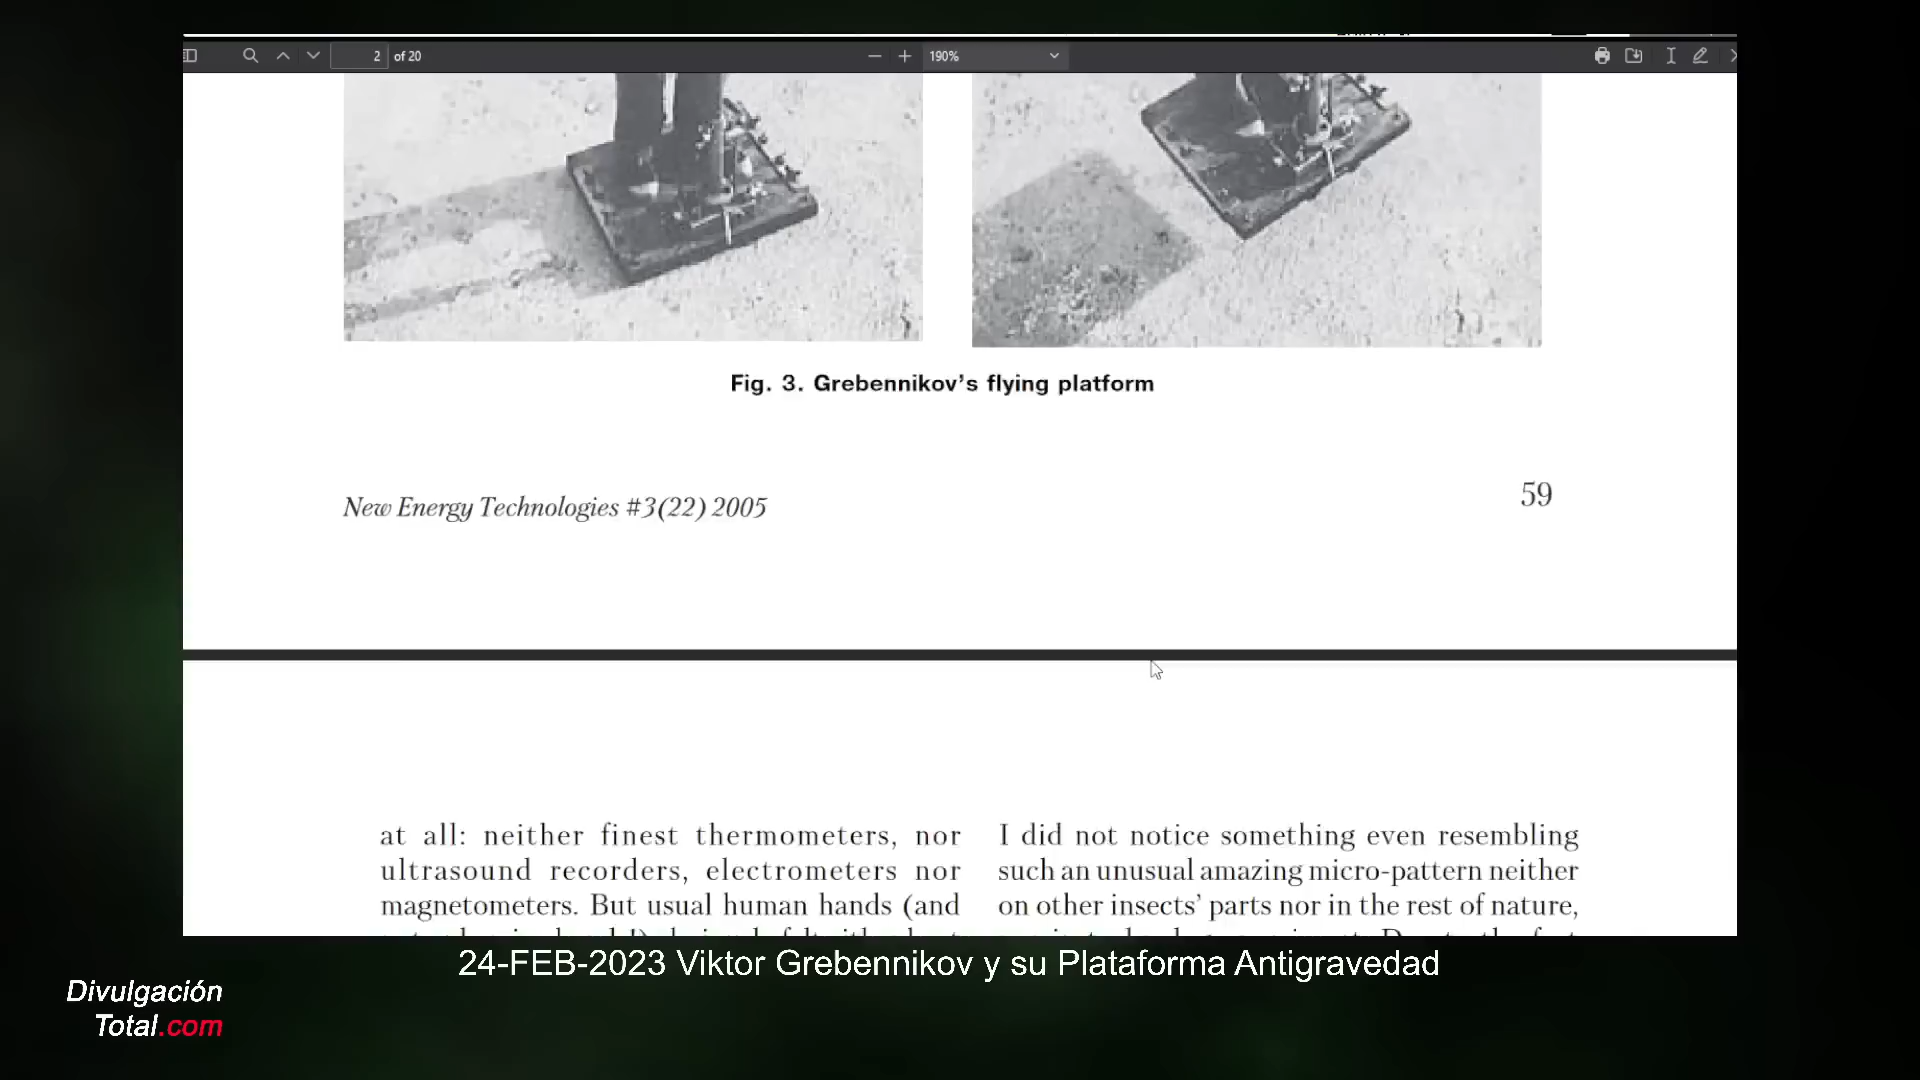 2 of 20
190%
Fig. 3. Grebennikov's flying platform
New Energy Technologies #3(22) 2005
59
at all: neither finest thermometers, nor
ultrasound recorders, electrometers nor
magnetometers. But usual human hands (and
I did not notice something even resembling
such an unusual amazing micro-pattern neither
on other insects' parts nor in the rest of nature,
24-FEB-2023 Viktor Grebennikov y su Plataforma Antigravedad
Divulgación
Total.com